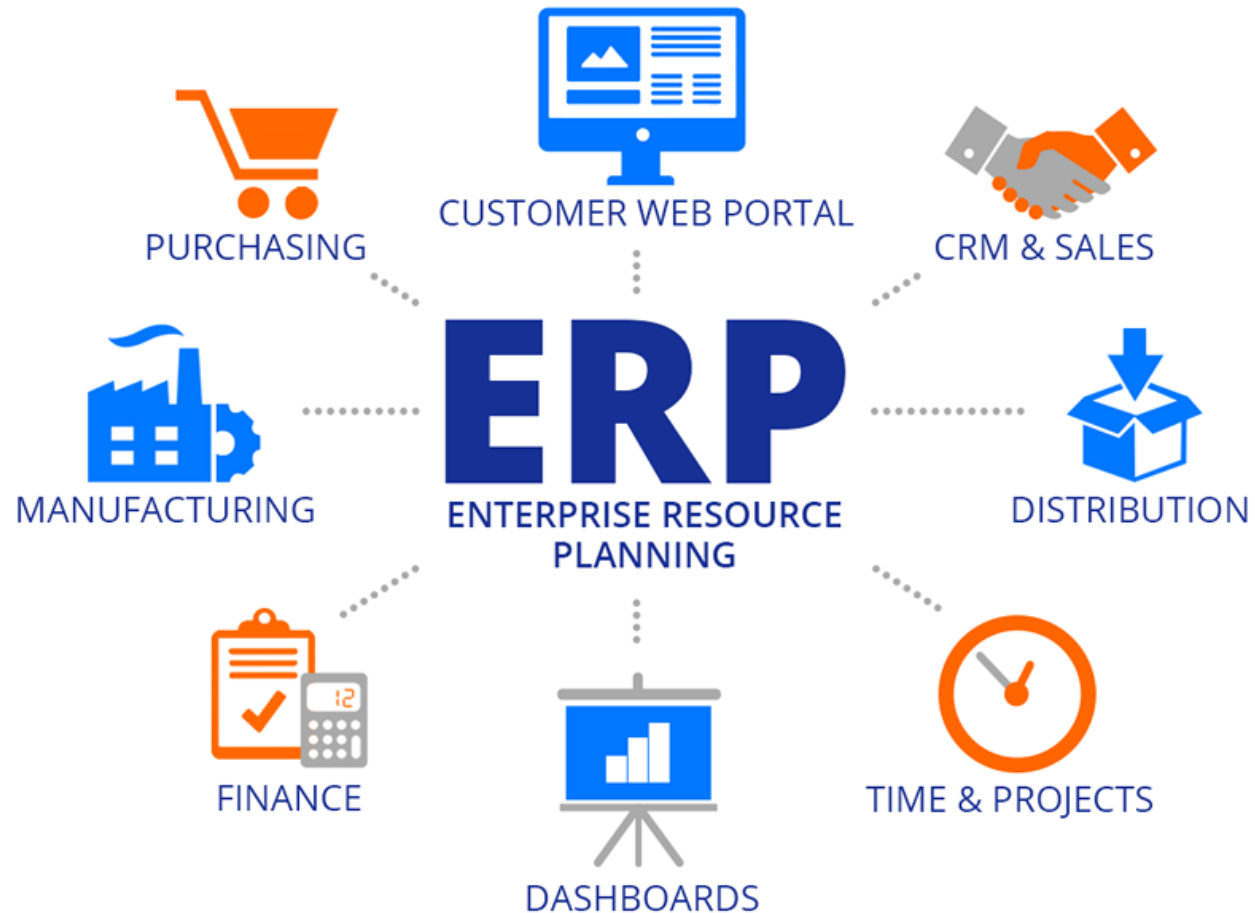 CUSTOMER WEB PORTAL
PURCHASING
CRM & SALES
ERP
ENTERPRISE RESOURCE
PLANNING
MANUFACTURING
DISTRIBUTION
12
FINANCE
TIME & PROJECTS
DASHBOARDS